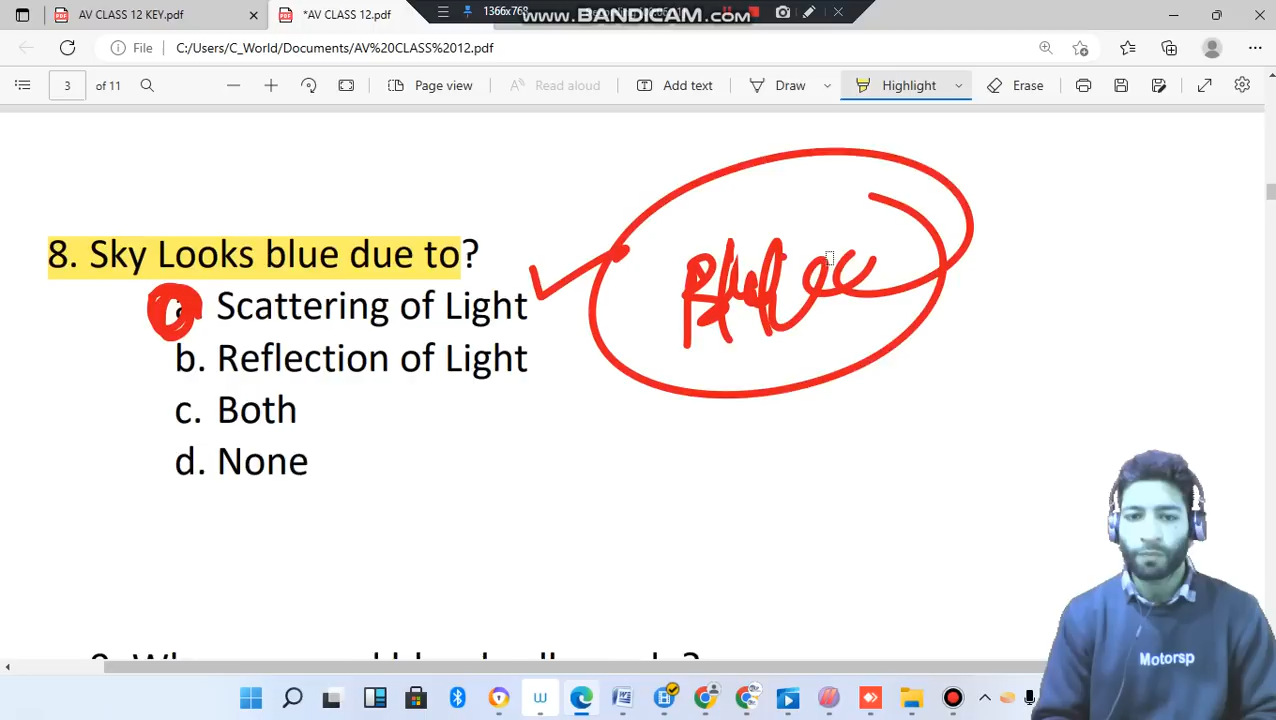 AV CLASS 12 KEY.pdf
*AV CLASS 12.pdf
1366x768
www.BANDICAM.com
File
C:/Users/C_World/Documents/AV%20CLASS%2012.pdf
3 of 11
Page view
Read aloud
Add text
Draw
Highlight
Erase
8. Sky Looks blue due to?
a. Scattering of Light
b. Reflection of Light
c. Both
d. None
Motorsp